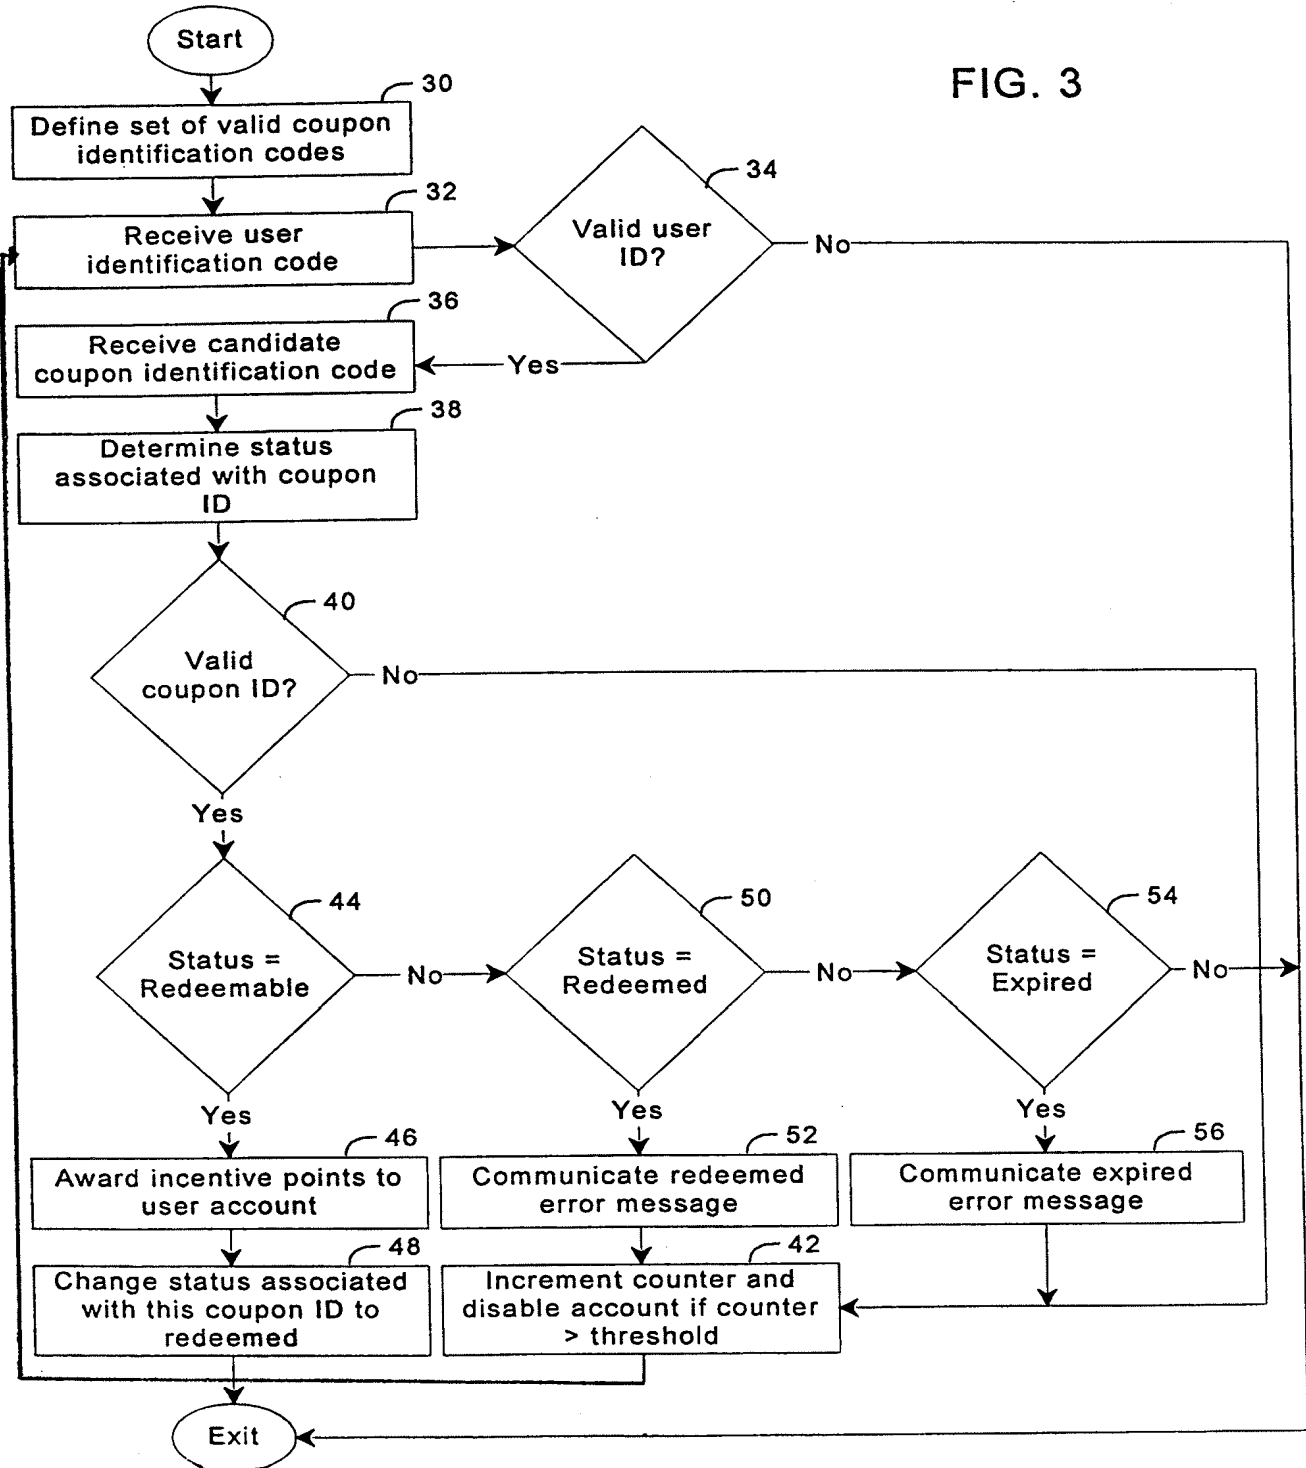 Start
FIG. 3
30
Define set of valid coupon
identification codes
32
Receive user
identification code
34
Valid user
ID?
No
Yes
36
Receive candidate
coupon identification code
38
Determine status
associated with coupon
ID
40
Valid
coupon ID?
No
Yes
44
Status =
Redeemable
No
50
Status =
Redeemed
No
54
Status =
Expired
No
Yes
Yes
Yes
46
Award incentive points to
user account
52
Communicate redeemed
error message
56
Communicate expired
error message
48
Change status associated
with this coupon ID to
redeemed
42
Increment counter and
disable account if counter
> threshold
Exit